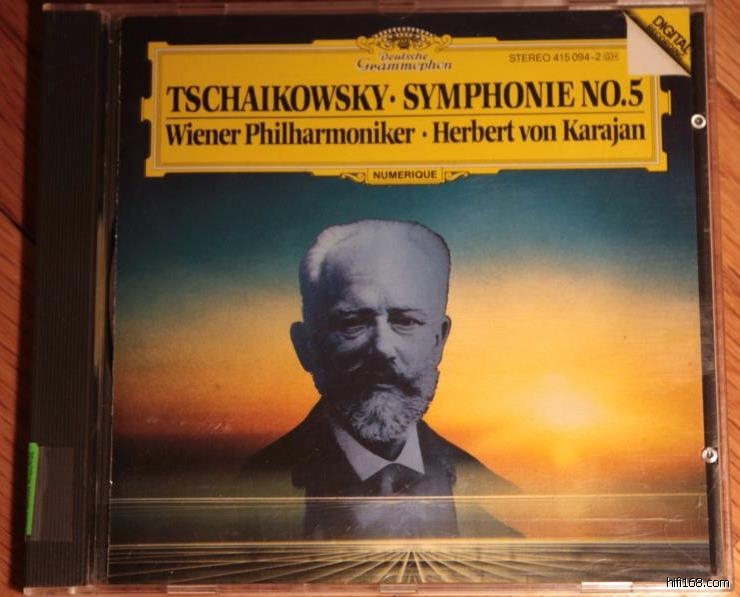 Deutsche
Grammophon
STEREO 415 094-2
DIGITAL
RECORDING
TSCHAIKOWSKY · SYMPHONIE NO.5
Wiener Philharmoniker · Herbert von Karajan
NUMERIQUE
hifi168.com